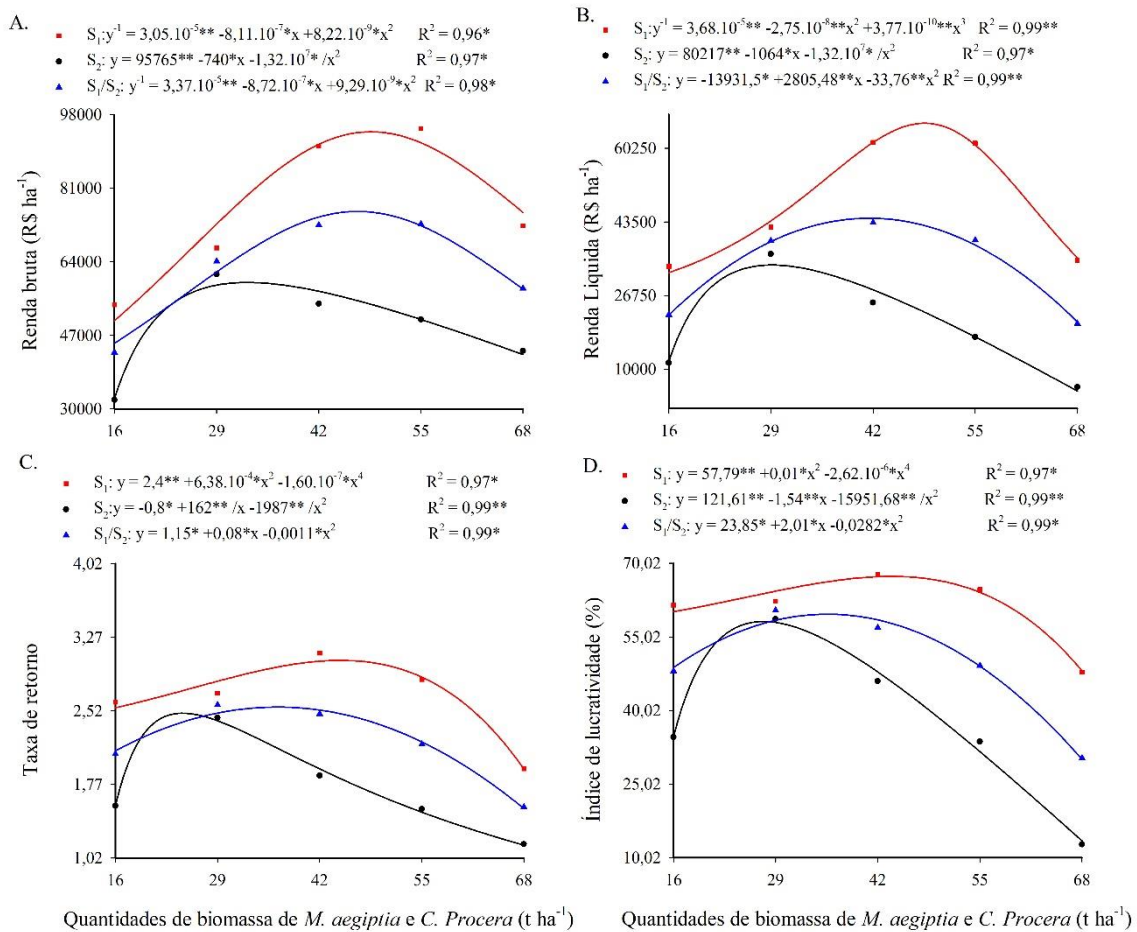 A.
S₁:y⁻¹ = 3,05.10⁻⁵** -8,11.10⁻⁷*x +8,22.10⁻⁹*x² R² = 0,96*
S₂: y = 95765** -740*x -1,32.10⁷* /x² R² = 0,97*
S₁/S₂: y⁻¹ = 3,37.10⁻⁵** -8,72.10⁻⁷*x +9,29.10⁻⁹*x² R² = 0,98*
98000
81000
64000
47000
30000
Renda bruta (R$ ha⁻¹)
16 29 42 55 68
B.
S₁:y⁻¹ = 3,68.10⁻⁵** -2,75.10⁻⁸**x² +3,77.10⁻¹⁰**x³ R² = 0,99**
S₂: y = 80217** -1064*x -1,32.10⁷* /x² R² = 0,97*
S₁/S₂: y = -13931,5* +2805,48**x -33,76**x² R² = 0,99**
60250
43500
26750
10000
Renda Liquida (R$ ha⁻¹)
16 29 42 55 68
C.
S₁: y = 2,4** +6,38.10⁻⁴*x² -1,60.10⁻⁷*x⁴ R² = 0,97*
S₂:y = -0,8* +162** /x -1987** /x² R² = 0,99**
S₁/S₂: y = 1,15* +0,08*x -0,0011*x² R² = 0,99*
4,02
3,27
2,52
1,77
1,02
Taxa de retorno
16 29 42 55 68
Quantidades de biomassa de M. aegiptia e C. Procera (t ha⁻¹)
D.
S₁: y = 57,79** +0,01*x² -2,62.10⁻⁶*x⁴ R² = 0,97*
S₂: y = 121,61** -1,54**x -15951,68** /x² R² = 0,99**
S₁/S₂: y = 23,85* +2,01*x -0,0282*x² R² = 0,99*
70,02
55,02
40,02
25,02
10,02
Índice de lucratividade (%)
16 29 42 55 68
Quantidades de biomassa de M. aegiptia e C. Procera (t ha⁻¹)